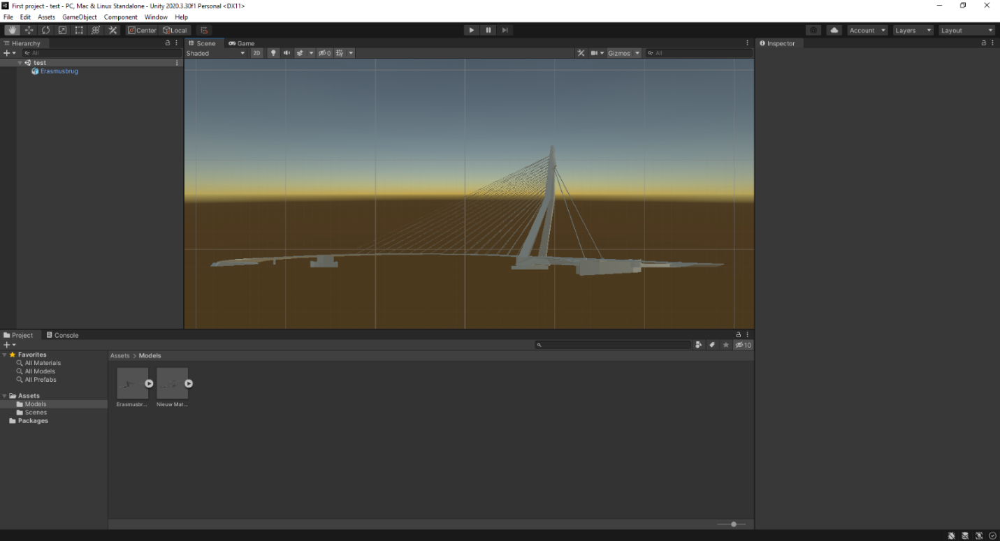 First project - test - PC, Mac & Linux Standalone - Unity 2020.3.30f1 Personal <DX11>
File Edit Assets GameObject Component Window Help
Center Local Account Layers Layout
Hierarchy Scene Game Inspector
All Shaded 2D 0 Gizmos All
test
Erasmusbrug
Project Console
10
Favorites Assets > Models
All Materials
All Models
All Prefabs
Assets
Models Erasmusbr... Nieuw Mat...
Scenes
Packages